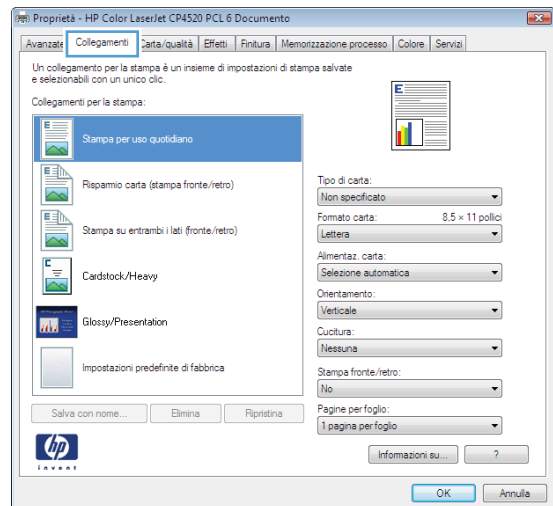 Proprietà - HP Color LaserJet CP4520 PCL 6 Documento
Avanzate Collegamenti Carta/qualità Effetti Finitura Memorizzazione processo Colore Servizi
Un collegamento per la stampa è un insieme di impostazioni di stampa salvate
e selezionabili con un unico clic.
Collegamenti per la stampa:
Stampa per uso quotidiano
Risparmio carta (stampa fronte/retro)
Stampa su entrambi i lati (fronte/retro)
Cardstock/Heavy
Glossy/Presentation
Impostazioni predefinite di fabbrica
Salva con nome... Elimina Ripristina
E
Tipo di carta:
Non specificato
Formato carta: 8,5 × 11 pollici
Lettera
Alimentaz. carta:
Selezione automatica
Orientamento:
Verticale
Cucitura:
Nessuna
Stampa fronte/retro:
No
Pagine per foglio:
1 pagina per foglio
hp
invent
Informazioni su... ?
OK Annulla